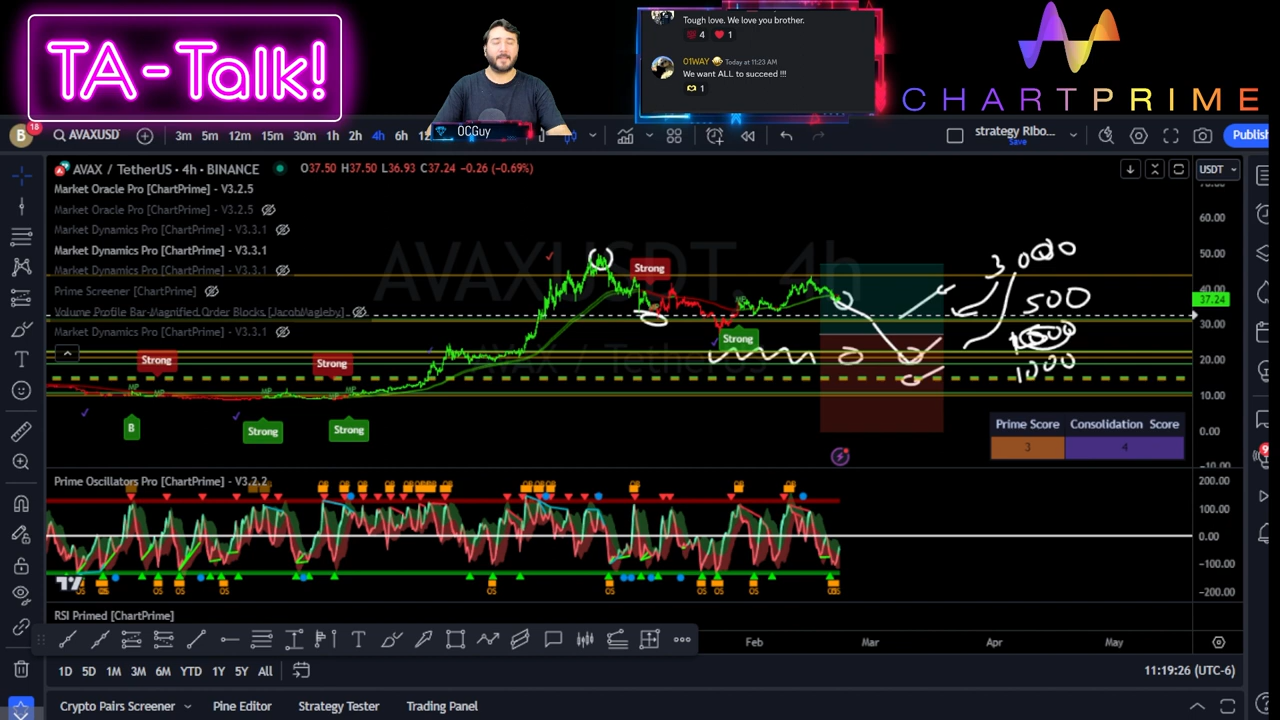 TA-Talk!
OCGuy
Tough love. We love you brother.
4
1
01WAY
Today at 11:23 AM
We want ALL to succeed !!!
1
CHARTPRIME
B
18
AVAXUSD
3m
5m
12m
15m
30m
1h
2h
4h
6h
strategy RIbo...
Save
Publish
AVAX / TetherUS · 4h · BINANCE
O37.50 H37.50 L36.93 C37.24 -0.26 (-0.69%)
USDT
Market Oracle Pro [ChartPrime] - V3.2.5
Market Oracle Pro [ChartPrime] - V3.2.5
Market Dynamics Pro [ChartPrime] - V3.3.1
Market Dynamics Pro [ChartPrime] - V3.3.1
Market Dynamics Pro [ChartPrime] - V3.3.1
Prime Screener [ChartPrime]
Volume Profile Bar-Magnified Order Blocks [JacobMagleby]
Market Dynamics Pro [ChartPrime] - V3.3.1
AVAXUSDT, 4h
AVAX / TetherUS
Strong
Strong
Strong
Strong
B
Strong
Strong
500
1000
60.00
50.00
40.00
37.24
30.00
20.00
10.00
0.00
-10.00
Prime Score
Consolidation Score
3
4
Prime Oscillators Pro [ChartPrime] - V3.2.2
200.00
100.00
0.00
-100.00
-200.00
RSI Primed [ChartPrime]
Feb
Mar
Apr
May
1D
5D
1M
3M
6M
YTD
1Y
5Y
All
11:19:26 (UTC-6)
Crypto Pairs Screener
Pine Editor
Strategy Tester
Trading Panel